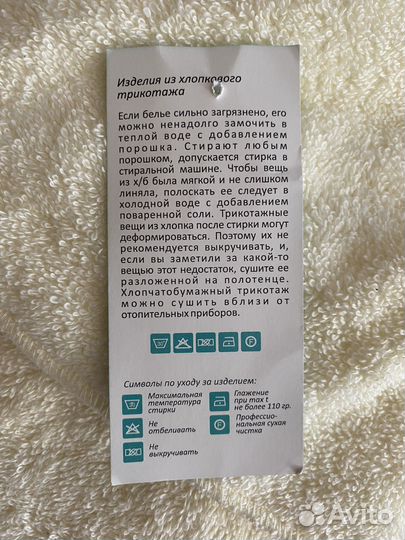 Изделия из хлопкового
трикотажа
Если белье сильно загрязнено, его
можно ненадолго замочить в
теплой воде с добавлением
порошка. Стирают любым
порошком, допускается стирка в
стиральной машине. Чтобы вещь
из х/б была мягкой и не слишком
линяла, полоскать ее следует в
холодной воде с добавлением
поваренной соли. Трикотажные
вещи из хлопка после стирки могут
деформироваться. Поэтому их не
рекомендуется выкручивать, и,
если вы заметили за какой-то
вещью этот недостаток, сушите ее
разложенной на полотенце.
Хлопчатобумажный трикотаж
можно сушить вблизи от
отопительных приборов.
F
Символы по уходу за изделием:
Максимальная
температура
стирки
Глажение
при max t
не более 110 гр.
Не
отбеливать
F
Профессио-
нальная сухая
чистка
Не
выкручивать
Avito